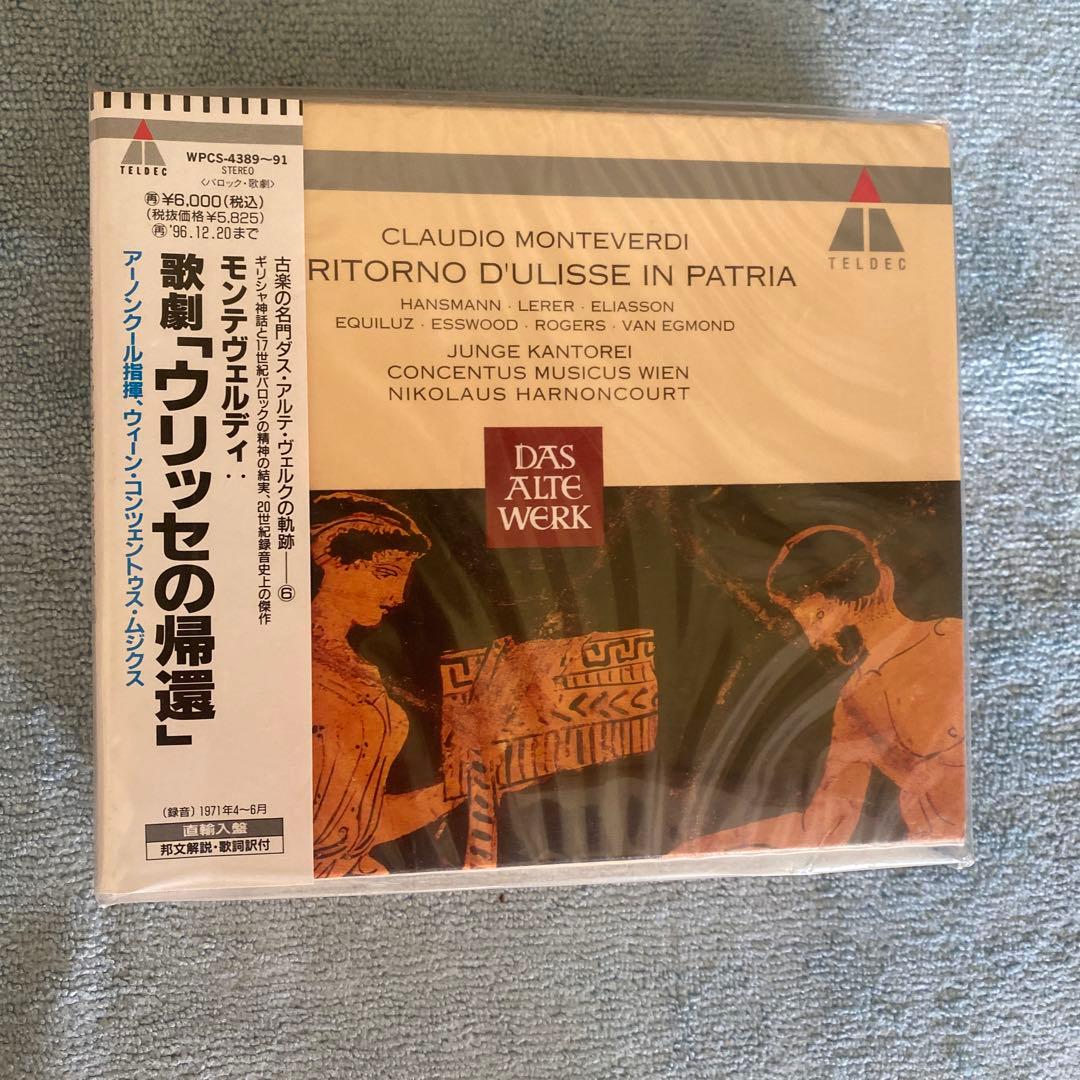 TELDEC
WPCS-4389〜91
STEREO
〈バロック・歌劇〉
再¥6,000(税込)
(税抜価格¥5,825)
再'96.12.20まで
古楽の名門ダス・アルテ・ヴェルクの軌跡——⑥
ギリシャ神話と17世紀バロックの精神の結実、20世紀録音史上の傑作
モンテヴェルディ：
歌劇「ウリッセの帰還」
アーノンクール指揮、ウィーン・コンツェントゥス・ムジクス
(録音)1971年4〜6月
直輸入盤
邦文解説・歌詞訳付
CLAUDIO MONTEVERDI
RITORNO D'ULISSE IN PATRIA
HANSMANN · LERER · ELIASSON
EQUILUZ · ESSWOOD · ROGERS · VAN EGMOND
JUNGE KANTOREI
CONCENTUS MUSICUS WIEN
NIKOLAUS HARNONCOURT
TELDEC
DAS
ALTE
WERK